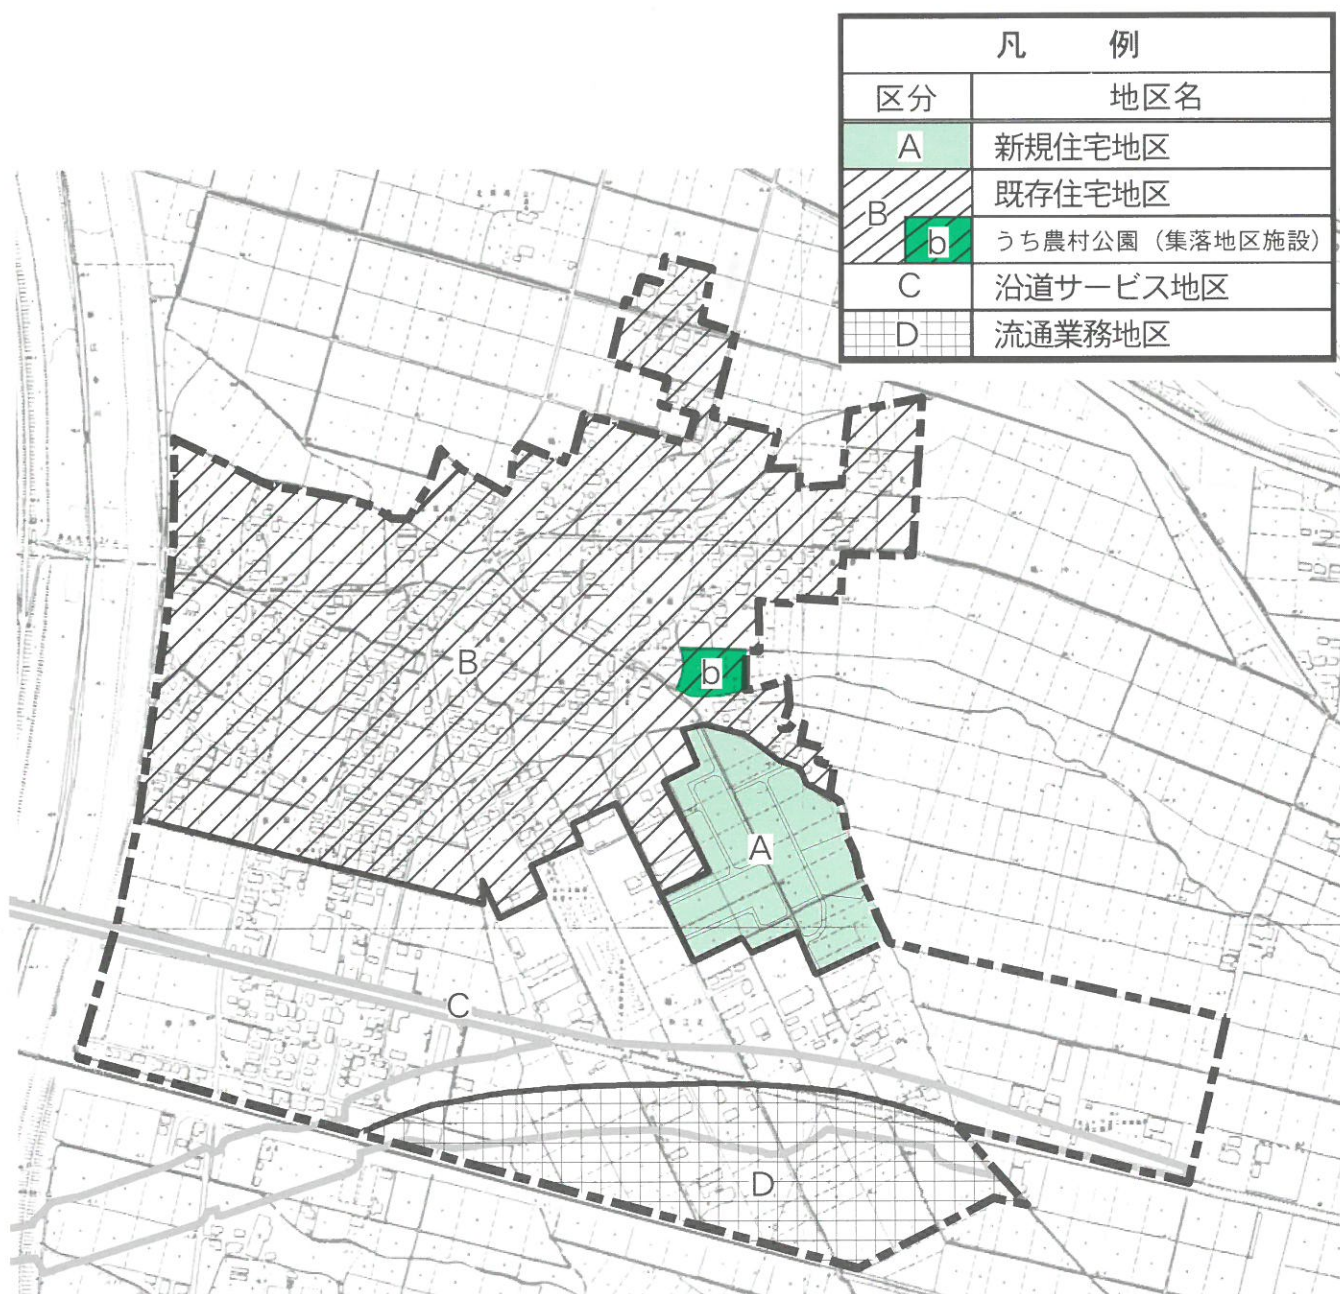 凡 例
区分 地区名
A 新規住宅地区
B 既存住宅地区
b うち農村公園（集落地区施設）
C 沿道サービス地区
D 流通業務地区
B
b
A
C
D